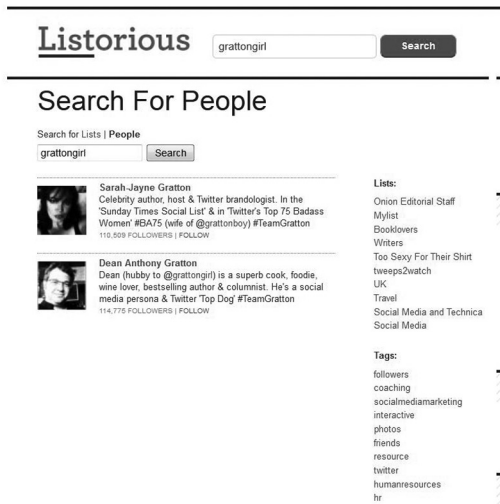 Listorious
grattongirl
Search
Search For People
Search for Lists | People
grattongirl
Search
Sarah-Jayne Gratton
Celebrity author, host & Twitter brandologist. In the
'Sunday Times Social List' & in 'Twitter's Top 75 Badass
Women' #BA75 (wife of @grattonboy) #TeamGratton
110,509 FOLLOWERS | FOLLOW
Dean Anthony Gratton
Dean (hubby to @grattongirl) is a superb cook, foodie,
wine lover, bestselling author & columnist. He's a social
media persona & Twitter 'Top Dog' #TeamGratton
114,775 FOLLOWERS | FOLLOW
Lists:
Onion Editorial Staff
Mylist
Booklovers
Writers
Too Sexy For Their Shirt
tweeps2watch
UK
Travel
Social Media and Technica
Social Media
Tags:
followers
coaching
socialmediamarketing
interactive
photos
friends
resource
twitter
humanresources
hr